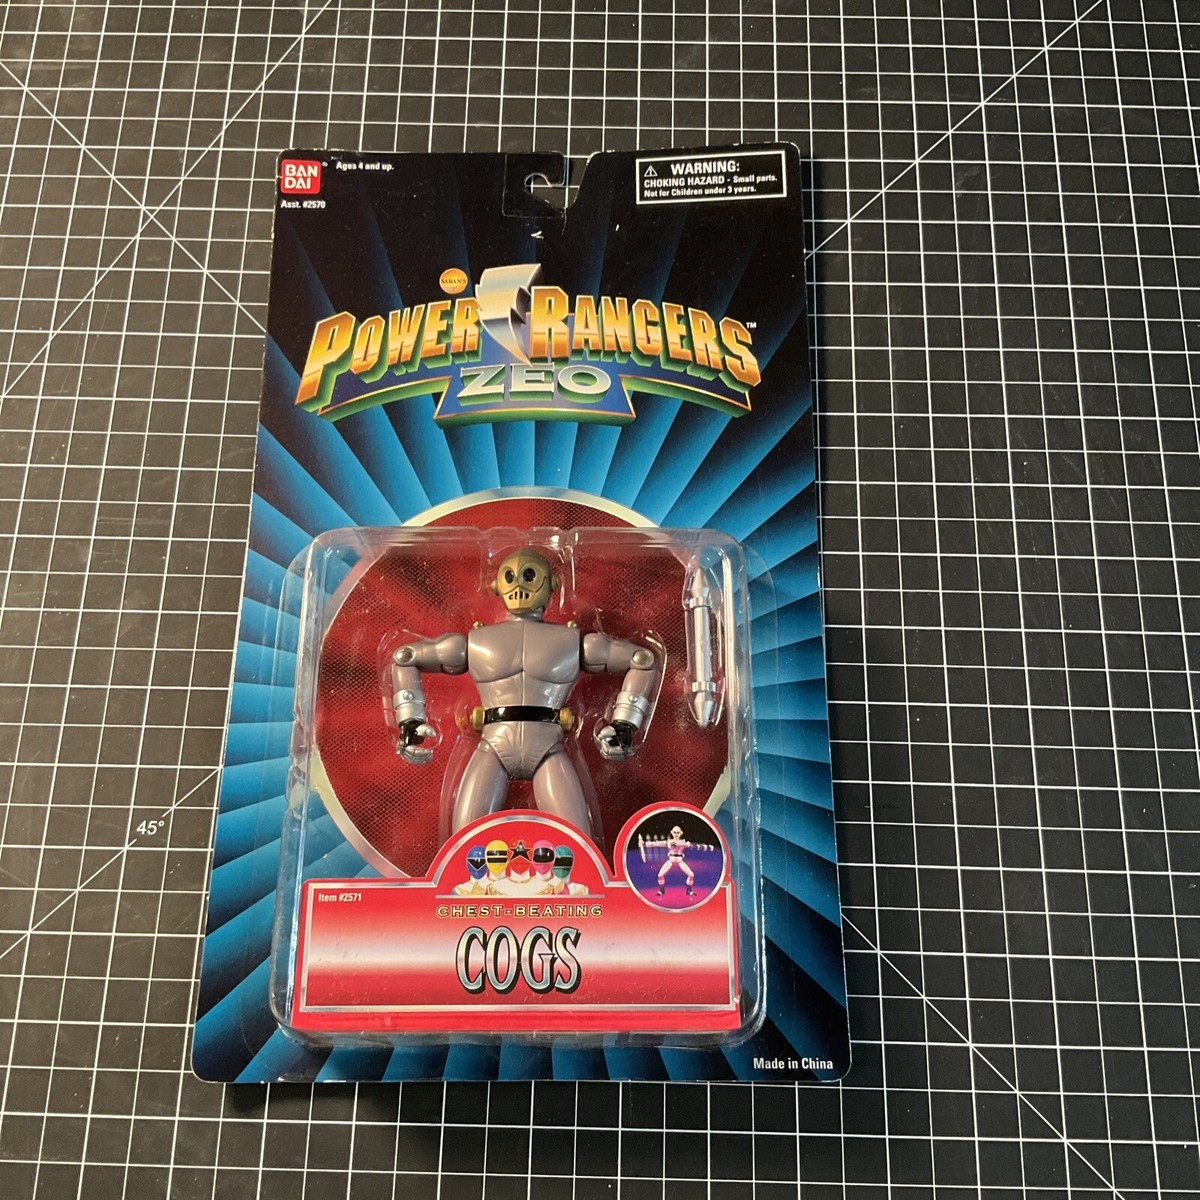 BAN
DAI
®
Ages 4 and up.
Asst. #2570
WARNING:
CHOKING HAZARD - Small parts.
Not for Children under 3 years.
SABAN'S
POWER RANGERS™
ZEO
Item #2571
CHEST-BEATING
COGS
Made in China
45°